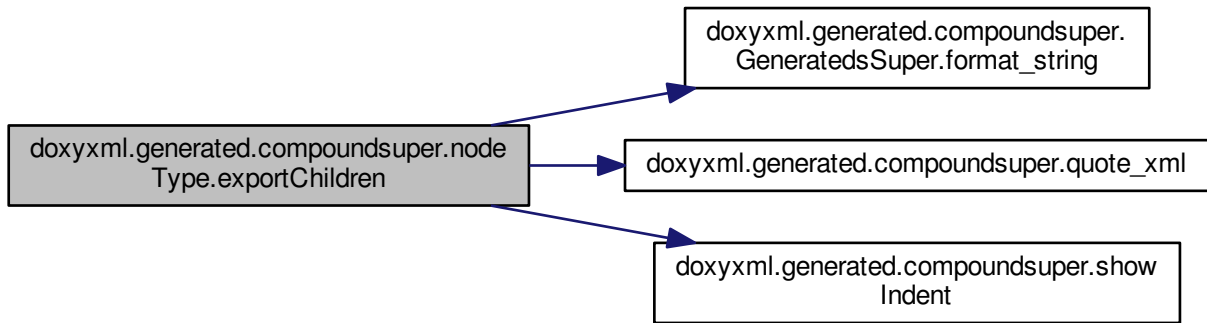 doxyxml.generated.compoundsuper.node
Type.exportChildren
doxyxml.generated.compoundsuper.
GeneratedsSuper.format_string
doxyxml.generated.compoundsuper.quote_xml
doxyxml.generated.compoundsuper.show
Indent